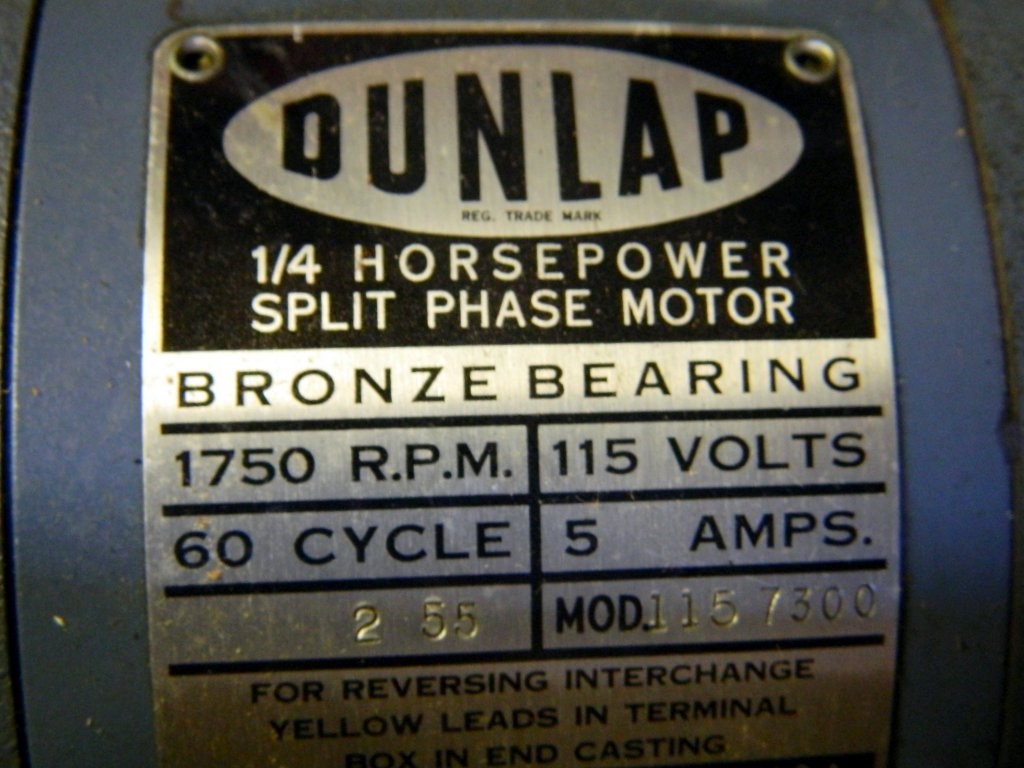 DUNLAP
REG. TRADE MARK
1/4 HORSEPOWER
SPLIT PHASE MOTOR
BRONZE BEARING
1750 R.P.M. 115 VOLTS
60 CYCLE 5 AMPS.
2 55 MOD. 115 7300
FOR REVERSING INTERCHANGE
YELLOW LEADS IN TERMINAL
BOX IN END CASTING